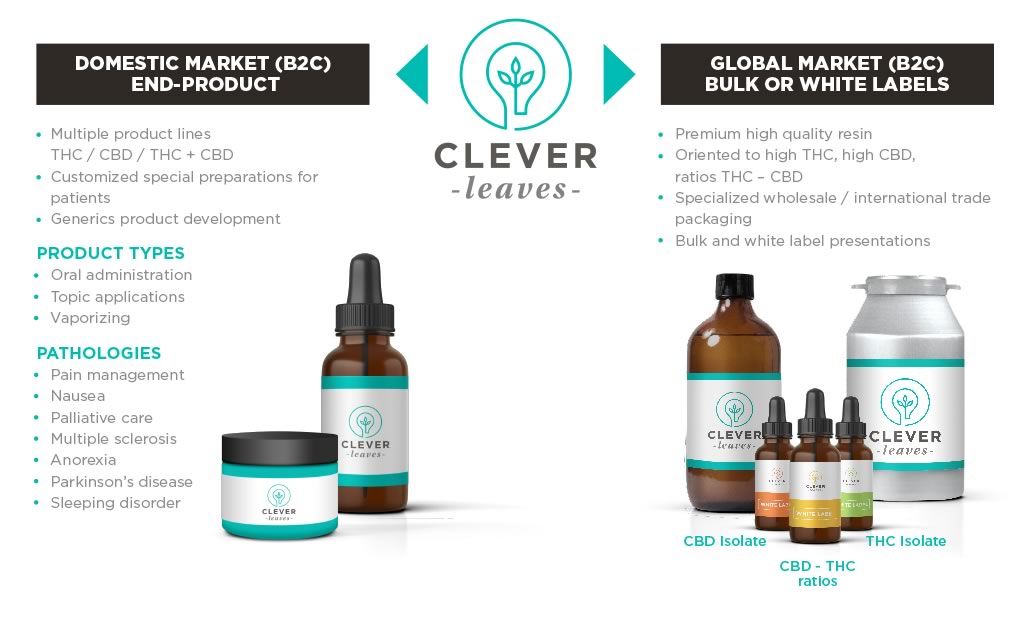 DOMESTIC MARKET (B2C)
END-PRODUCT
• Multiple product lines
THC / CBD / THC + CBD
• Customized special preparations for
patients
• Generics product development
PRODUCT TYPES
• Oral administration
• Topic applications
• Vaporizing
PATHOLOGIES
• Pain management
• Nausea
• Palliative care
• Multiple sclerosis
• Anorexia
• Parkinson's disease
• Sleeping disorder
CLEVER
-leaves-
CLEVER
-leaves-
CLEVER
-leaves-
GLOBAL MARKET (B2C)
BULK OR WHITE LABELS
• Premium high quality resin
• Oriented to high THC, high CBD,
ratios THC – CBD
• Specialized wholesale / international trade
packaging
• Bulk and white label presentations
CLEVER
-leaves-
CLEVER
-leaves-
CLEVER
CLEVER
WHITE LABEL
CBD Isolate
THC Isolate
CBD - THC
ratios